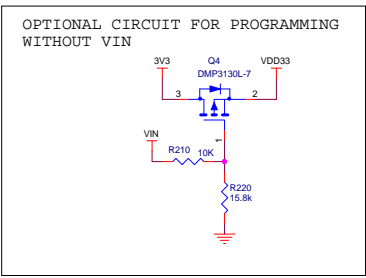 OPTIONAL CIRCUIT FOR PROGRAMMING
WITHOUT VIN
3V3 Q4 VDD33
DMP3130L-7
3 2
1
VIN
R210 10K
R220
15.8k